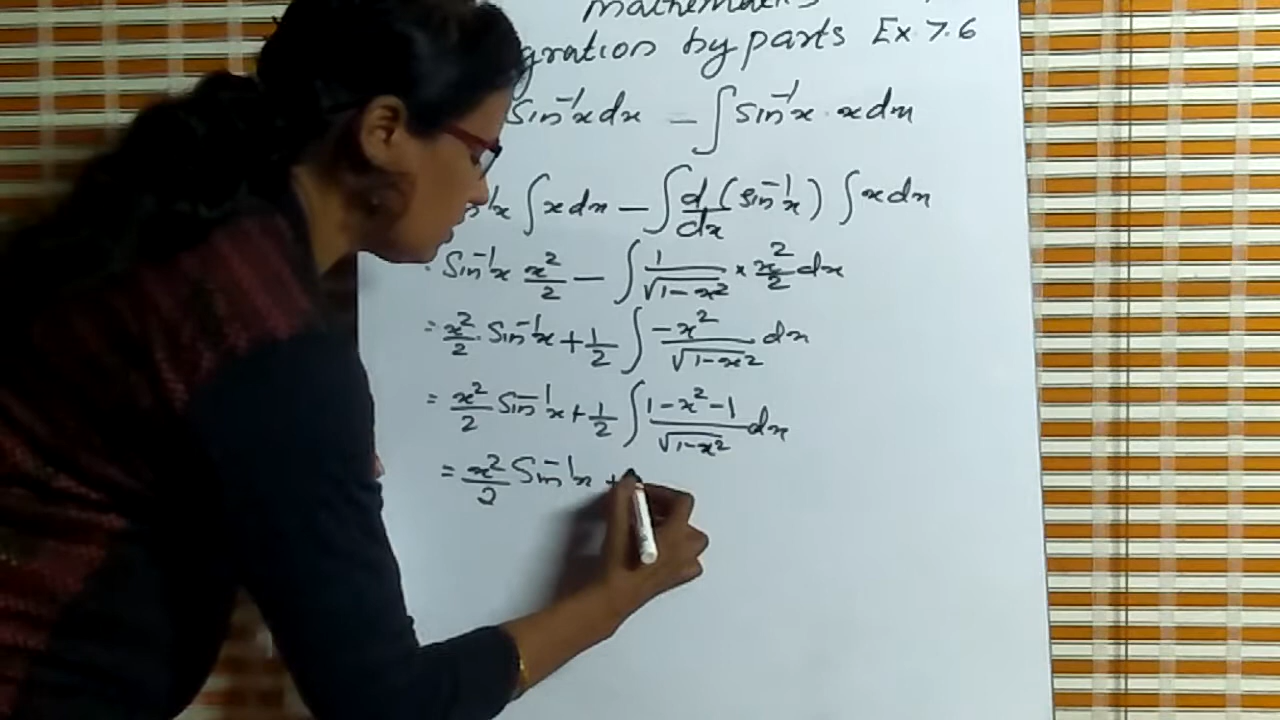 Mathematics
gration by parts Ex 7.6
Sin⁻¹x dx – ∫ Sin⁻¹x · x dx
x ∫ x dx – ∫ d/dx (Sin⁻¹x) ∫ x dx
Sin⁻¹x x²/2 – ∫ 1/√1-x² × x²/2 dx
= x²/2 · Sin⁻¹x + 1/2 ∫ -x²/√1-x² dx
= x²/2 Sin⁻¹x + 1/2 ∫ 1-x²-1/√1-x² dx
= x²/2 Sin⁻¹x +